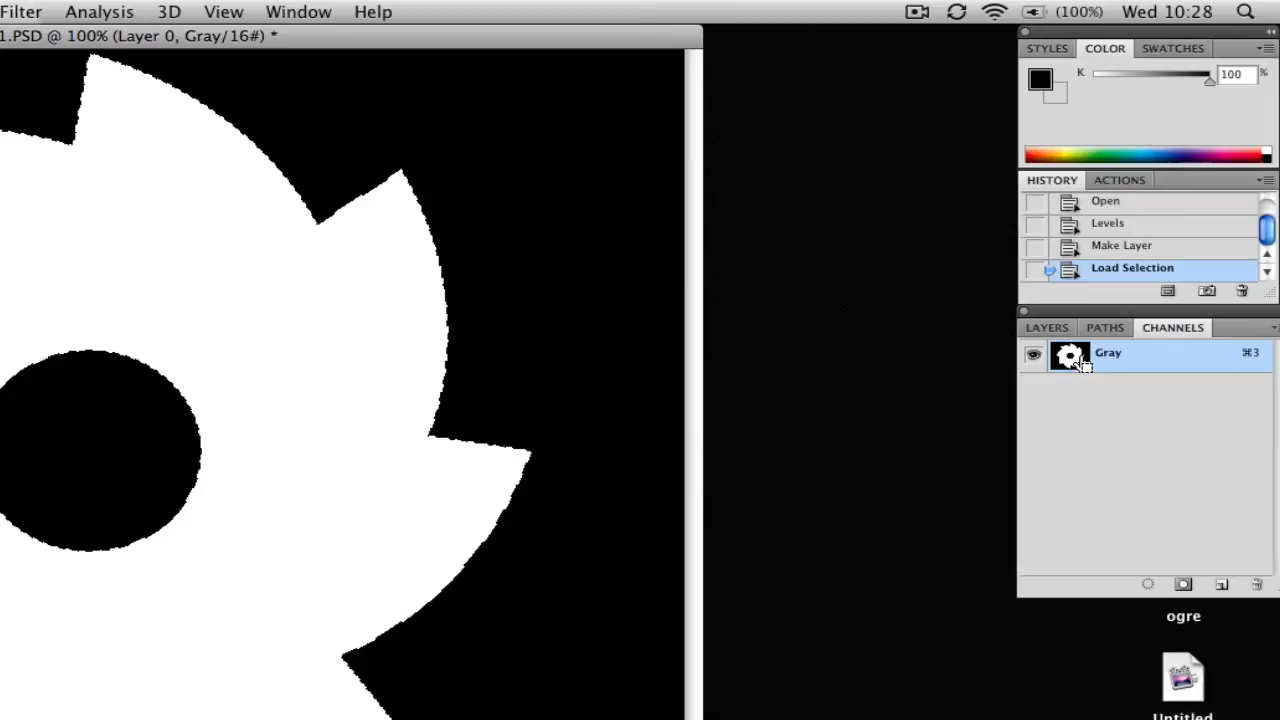 Filter Analysis 3D View Window Help (100%) Wed 10:28
1.PSD @ 100% (Layer 0, Gray/16#) *
STYLES COLOR SWATCHES
K 100 %
HISTORY ACTIONS
Open
Levels
Make Layer
Load Selection
LAYERS PATHS CHANNELS
Gray ⌘3
ogre
Untitled